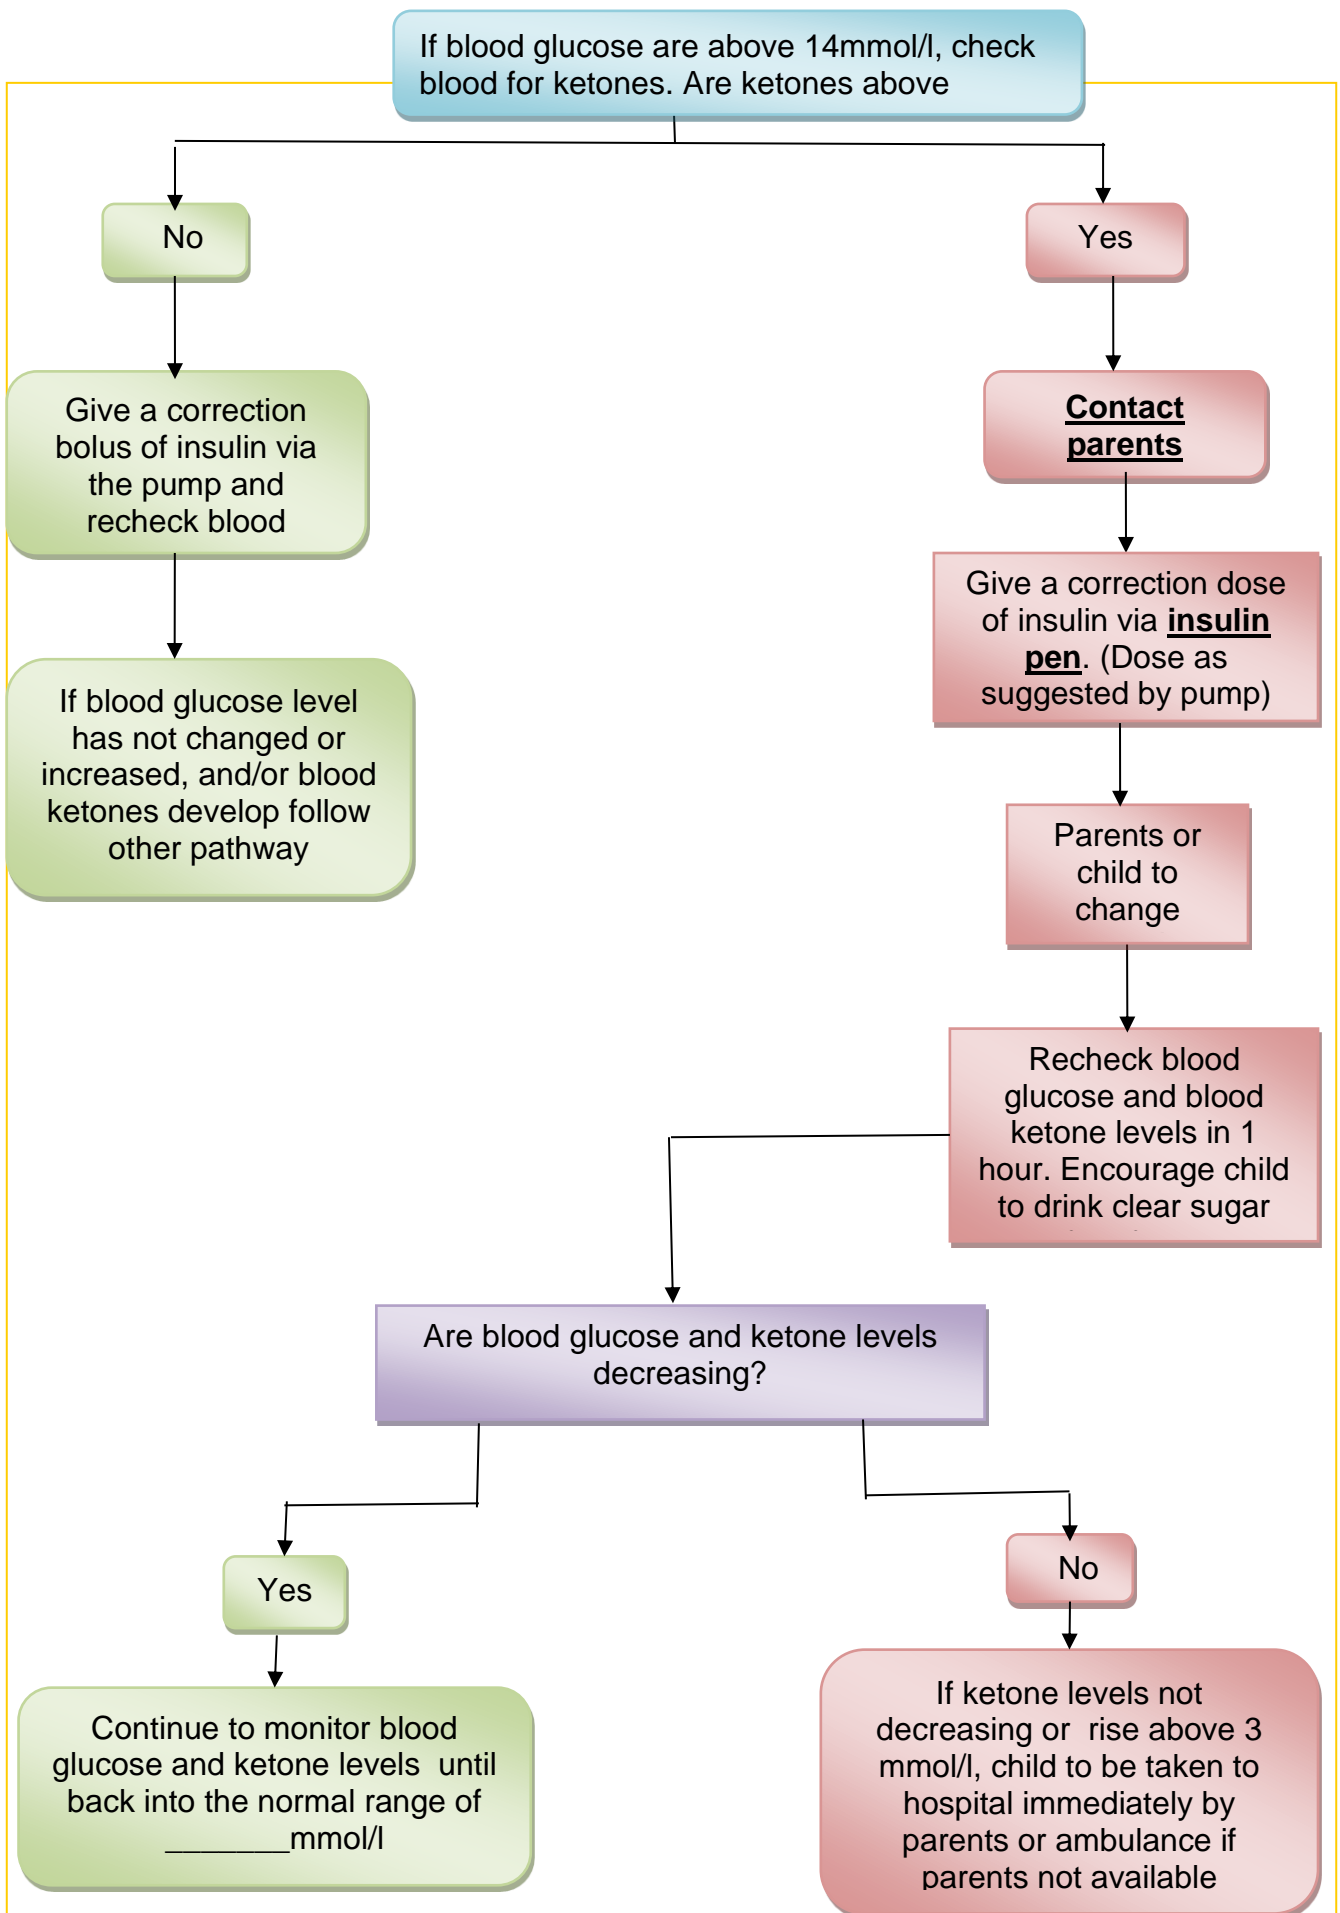 If blood glucose are above 14mmol/l, check
blood for ketones. Are ketones above
No
Yes
Give a correction
bolus of insulin via
the pump and
recheck blood
Contact
parents
Give a correction dose
of insulin via insulin
pen. (Dose as
suggested by pump)
If blood glucose level
has not changed or
increased, and/or blood
ketones develop follow
other pathway
Parents or
child to
change
Recheck blood
glucose and blood
ketone levels in 1
hour. Encourage child
to drink clear sugar
Are blood glucose and ketone levels
decreasing?
Yes
No
Continue to monitor blood
glucose and ketone levels until
back into the normal range of
_______mmol/l
If ketone levels not
decreasing or rise above 3
mmol/l, child to be taken to
hospital immediately by
parents or ambulance if
parents not available